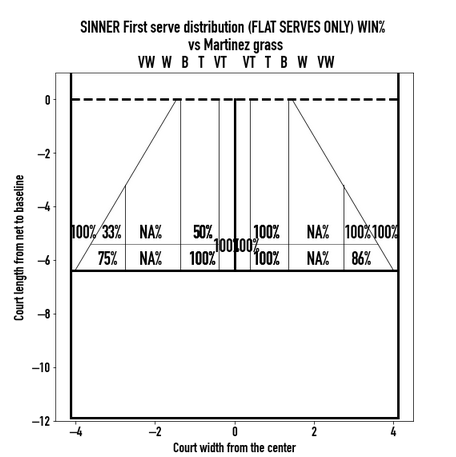 SINNER First serve distribution (FLAT SERVES ONLY) WIN%
vs Martinez grass
VW W B T VT VT T B W VW
0
−2
−4
−6
−8
−10
−12
100% 33% NA% 50% 100% NA% 100% 100%
100% 100%
75% NA% 100% 100% NA% 86%
−4 −2 0 2 4
Court width from the center
Court length from net to baseline